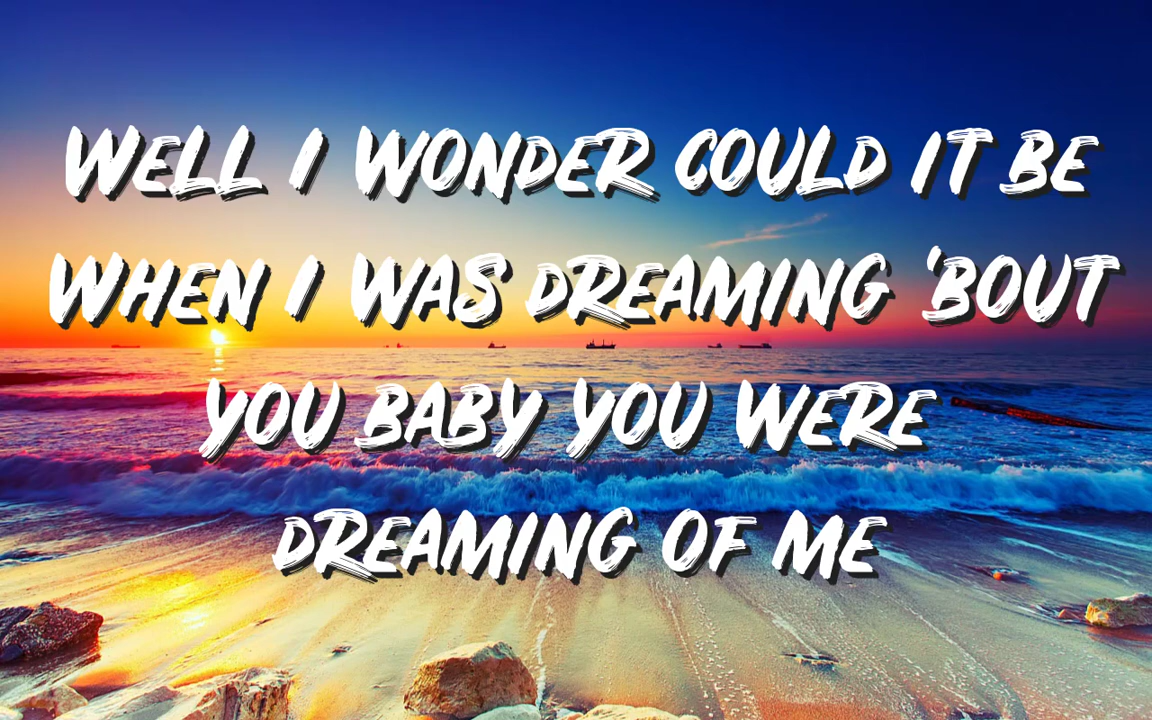 WELL I WONDER COULD IT BE
WHEN I WAS DREAMING 'BOUT
YOU BABY YOU WERE
DREAMING OF ME